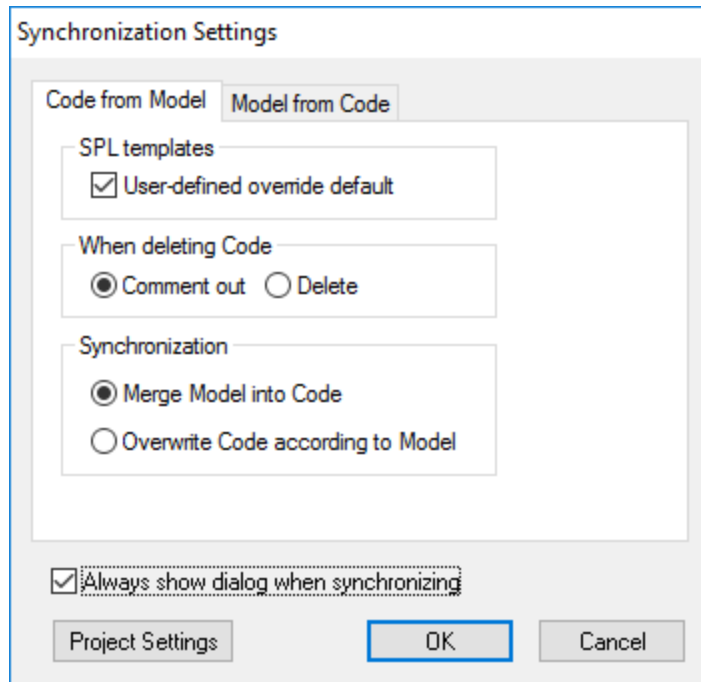 Synchronization Settings
Code from Model
Model from Code
SPL templates
User-defined override default
When deleting Code
Comment out
Delete
Synchronization
Merge Model into Code
Overwrite Code according to Model
Always show dialog when synchronizing
Project Settings
OK
Cancel